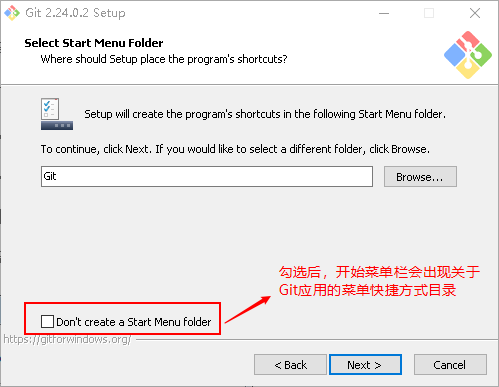 Git 2.24.0.2 Setup
Select Start Menu Folder
Where should Setup place the program's shortcuts?
Setup will create the program's shortcuts in the following Start Menu folder.
To continue, click Next. If you would like to select a different folder, click Browse.
Git
Browse...
勾选后，开始菜单栏会出现关于
Git应用的菜单快捷方式目录
Don't create a Start Menu folder
https://gitforwindows.org/
< Back
Next >
Cancel